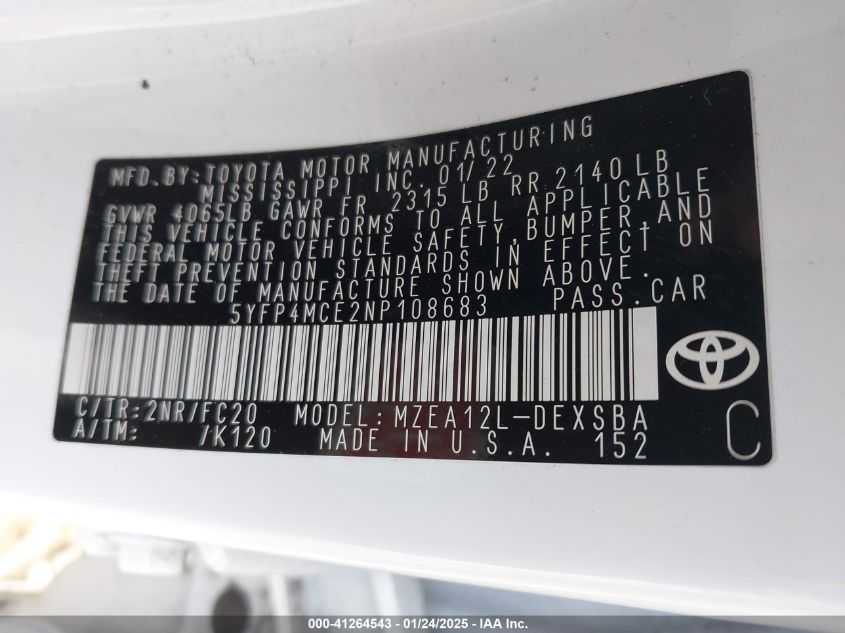 MFD.BY:TOYOTA MOTOR MANUFACTURING
MISSISSIPPI INC. 01/22
GVWR 4065LB GAWR FR 2315 LB RR 2140LB
THIS VEHICLE CONFORMS TO ALL APPLICABLE
FEDERAL MOTOR VEHICLE SAFETY,BUMPER,AND
THEFT PREVENTION STANDARDS IN EFFECT ON
THE DATE OF MANUFACTURE SHOWN ABOVE.
5YFP4MCE2NP108683 PASS.CAR
C/TR:2NR/FC20 MODEL:MZEA12L-DEXSBA
A/TM: /K120 MADE IN U.S.A. 152
C
000-41264543 - 01/24/2025 - IAA Inc.